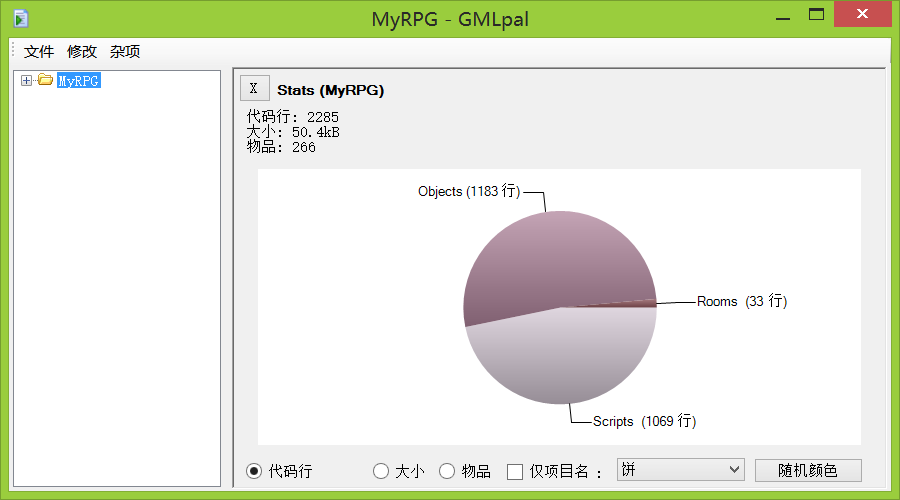 MyRPG - GMLpal
文件 修改 杂项
MyRPG
X Stats (MyRPG)
代码行: 2285
大小: 50.4kB
物品: 266
Objects (1183 行)
Rooms (33 行)
Scripts (1069 行)
代码行 大小 物品 仅项目名 : 饼 随机颜色